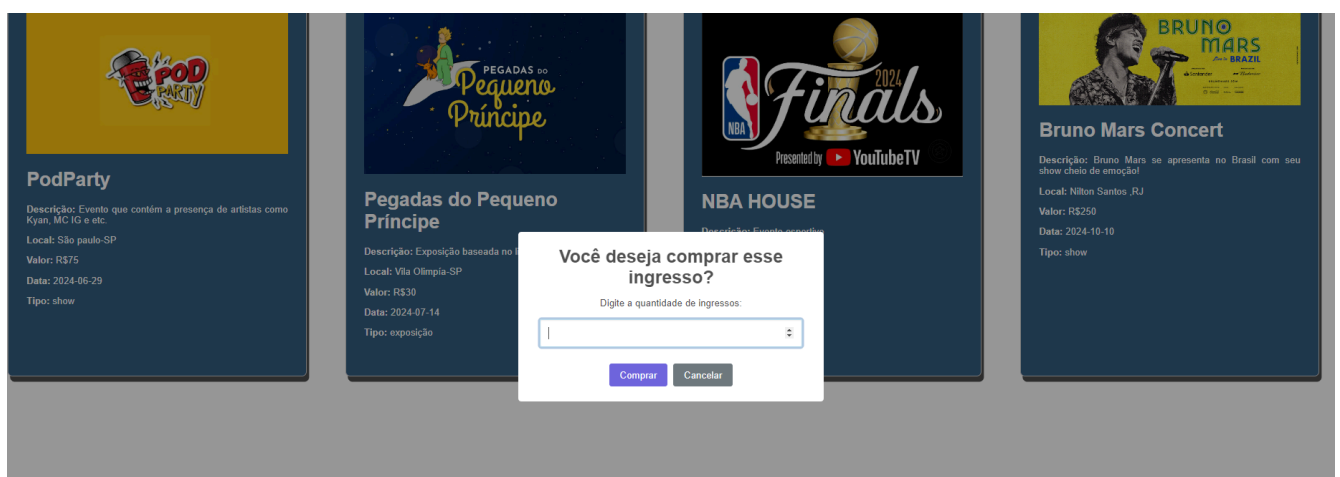 POD
PARTY
PodParty
Descrição: Evento que contém a presença de artistas como
Kyan, MC IG e etc.
Local: São paulo-SP
Valor: R$75
Data: 2024-06-29
Tipo: show
PEGADAS DO
Pequeno
Príncipe
Pegadas do Pequeno
Príncipe
Descrição: Exposição baseada no
Local: Vila Olimpía-SP
Valor: R$30
Data: 2024-07-14
Tipo: exposição
2024
Finals
NBA
Presented by YouTubeTV
NBA HOUSE
Descrição: Evento esportivo
BRUNO
MARS
Live in BRAZIL
Santander
Bruno Mars Concert
Descrição: Bruno Mars se apresenta no Brasil com seu
show cheio de emoção!
Local: Nilton Santos ,RJ
Valor: R$250
Data: 2024-10-10
Tipo: show
Você deseja comprar esse
ingresso?
Digite a quantidade de ingressos:
Comprar
Cancelar